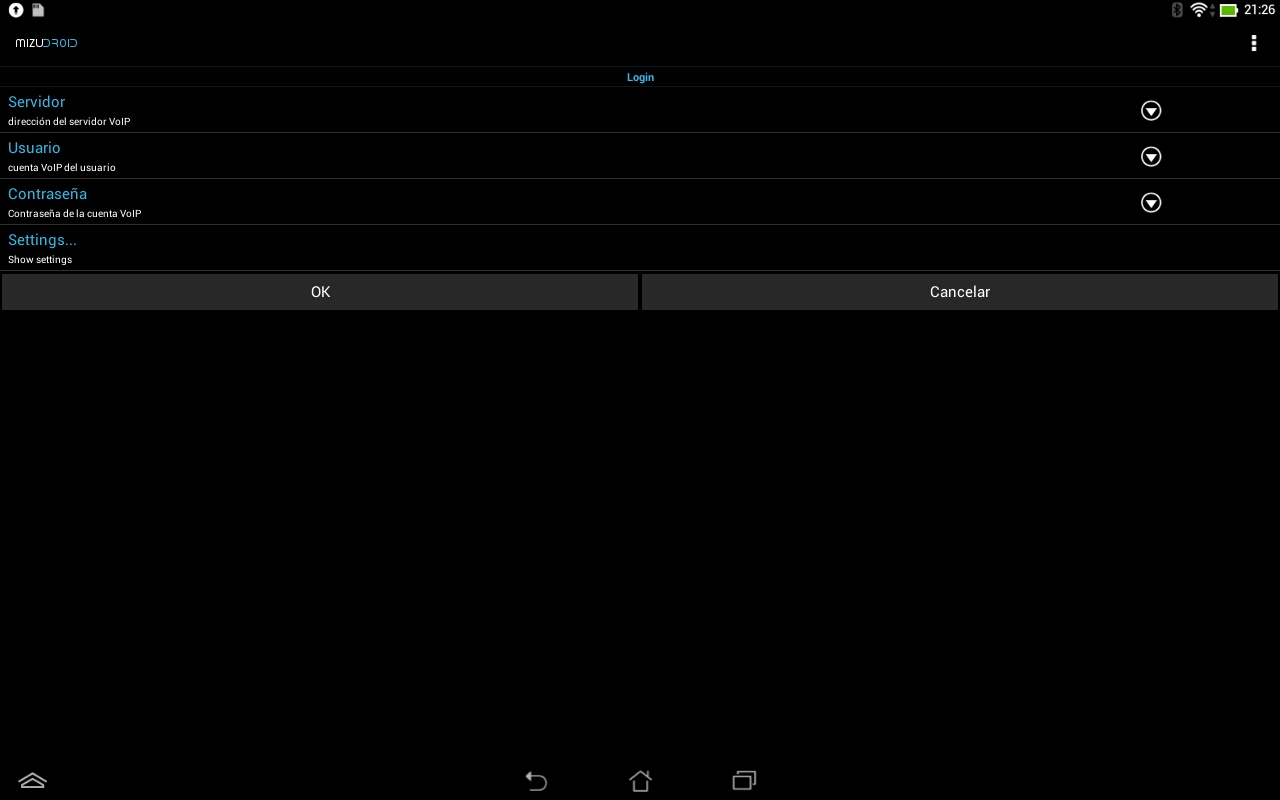 21:26
MIZUDROID
Login
Servidor
dirección del servidor VoIP
Usuario
cuenta VoIP del usuario
Contraseña
Contraseña de la cuenta VoIP
Settings...
Show settings
OK
Cancelar